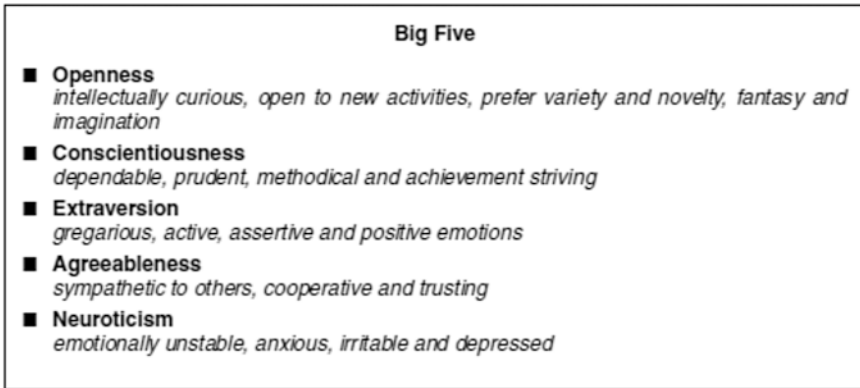 Big Five
■ Openness
intellectually curious, open to new activities, prefer variety and novelty, fantasy and
imagination
■ Conscientiousness
dependable, prudent, methodical and achievement striving
■ Extraversion
gregarious, active, assertive and positive emotions
■ Agreeableness
sympathetic to others, cooperative and trusting
■ Neuroticism
emotionally unstable, anxious, irritable and depressed